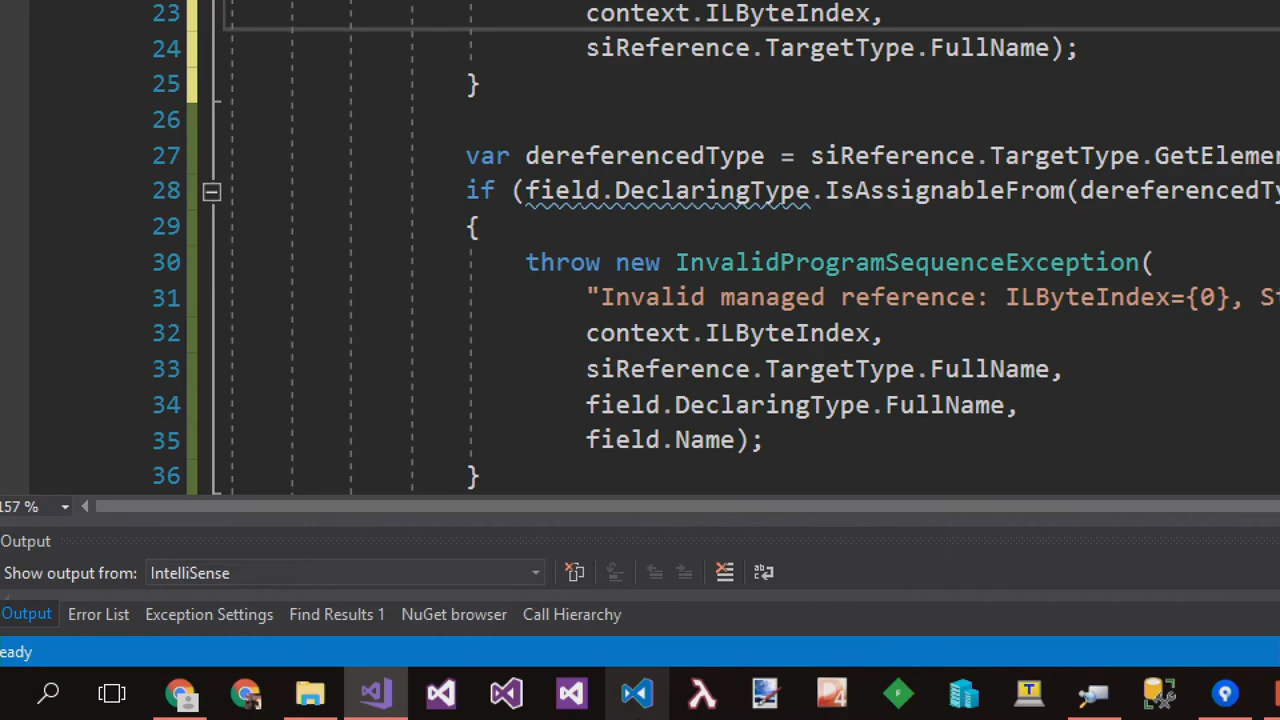 23 context.ILByteIndex,
24 siReference.TargetType.FullName);
25 }
26
27 var dereferencedType = siReference.TargetType.GetElemen
28 if (field.DeclaringType.IsAssignableFrom(dereferencedTy
29 {
30 throw new InvalidProgramSequenceException(
31 "Invalid managed reference: ILByteIndex={0}, St
32 context.ILByteIndex,
33 siReference.TargetType.FullName,
34 field.DeclaringType.FullName,
35 field.Name);
36 }
157 %
Output
Show output from: IntelliSense
Output Error List Exception Settings Find Results 1 NuGet browser Call Hierarchy
eady